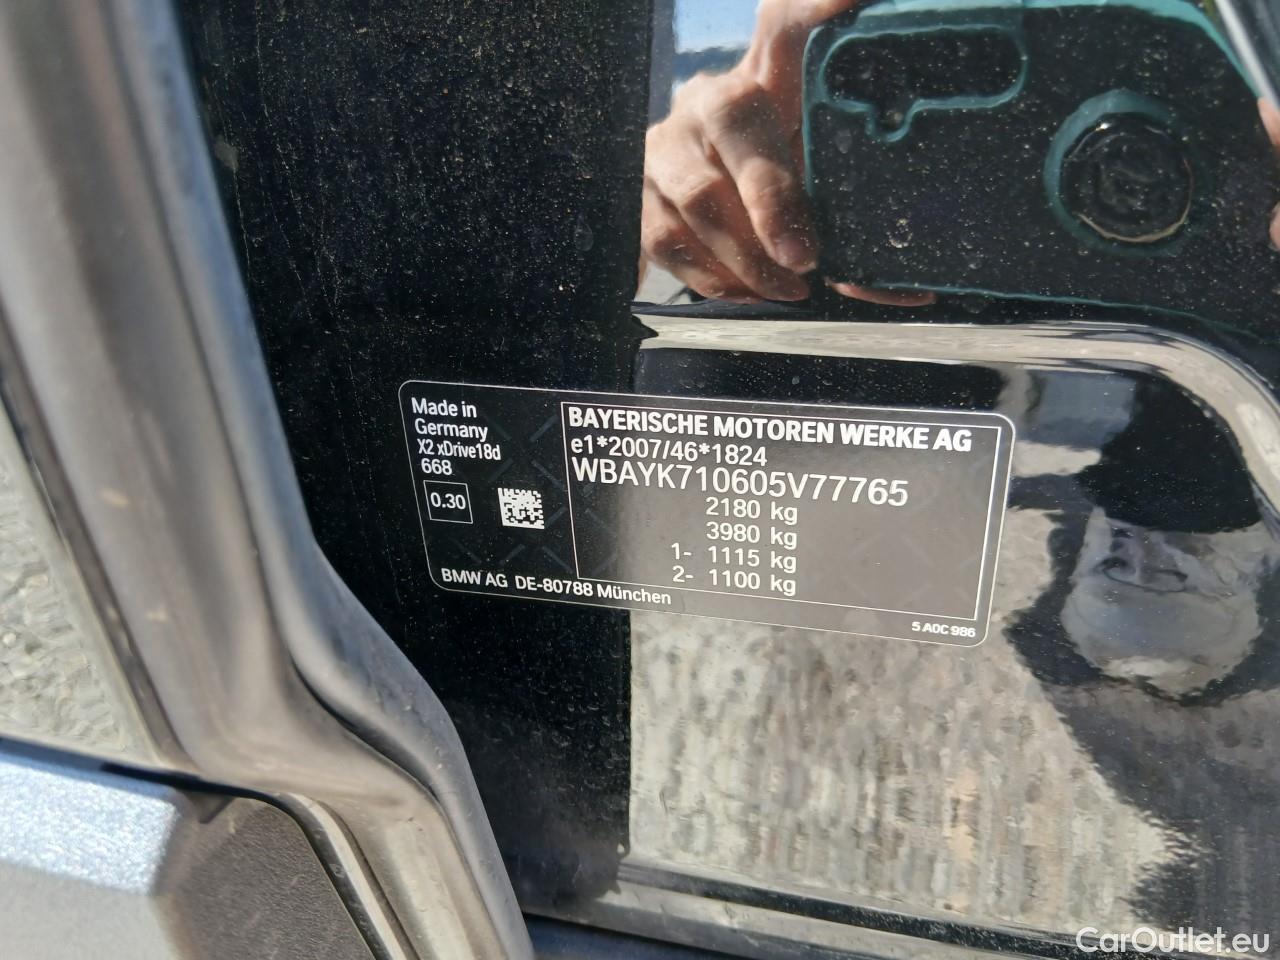 Made in
Germany
X2 xDrive18d
668
0.30
BAYERISCHE MOTOREN WERKE AG
e1*2007/46*1824
WBAYK710605V77765
2180 kg
3980 kg
1- 1115 kg
2- 1100 kg
BMW AG DE-80788 München
5 A0C 986
CarOutlet.eu